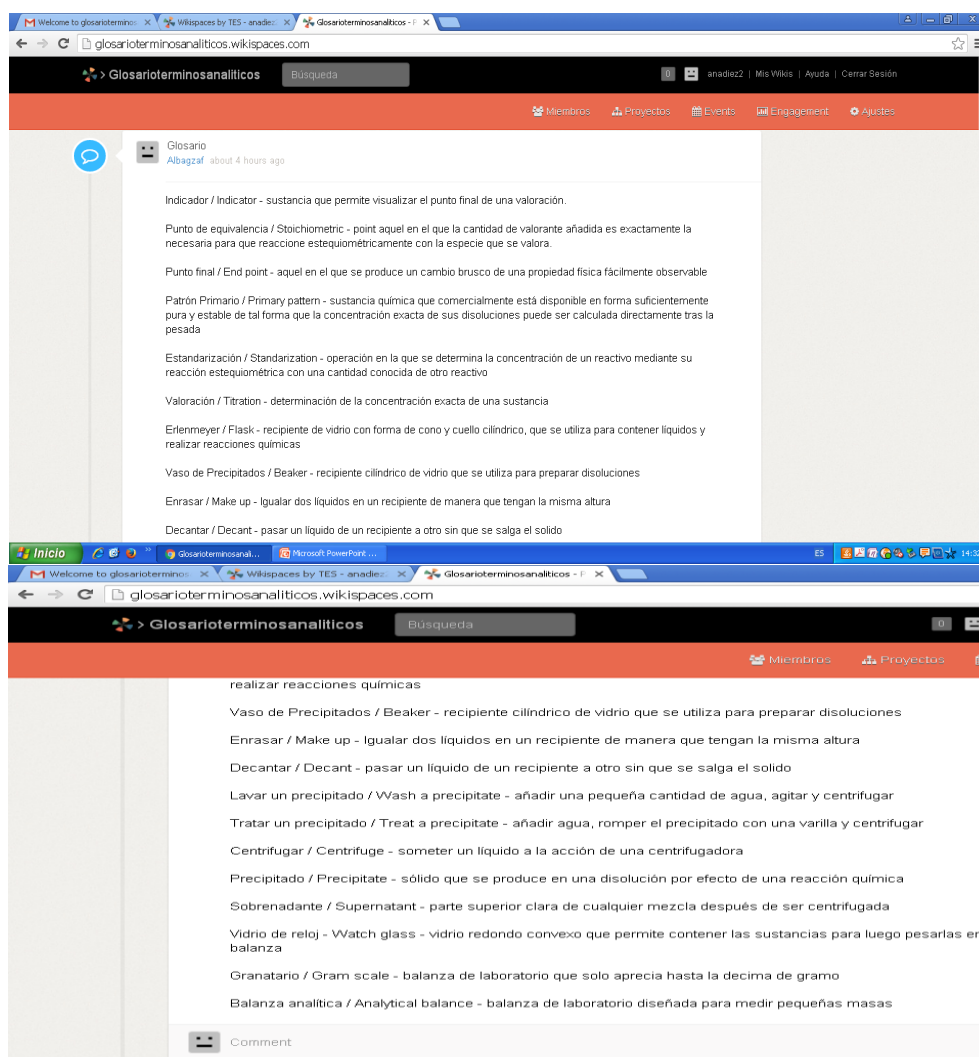 Welcome to glosariotermino:
Wikispaces by TES - anadiez
Glosarioterminosanaliticos - P
glosarioterminosanaliticos.wikispaces.com
> Glosarioterminosanaliticos
Búsqueda
0
anadiez2 | Mis Wikis | Ayuda | Cerrar Sesión
Miembros
Proyectos
Events
Engagement
Ajustes
Glosario
Albagzaf about 4 hours ago
Indicador / Indicator - sustancia que permite visualizar el punto final de una valoración.
Punto de equivalencia / Stoichiometric - point aquel en el que la cantidad de valorante añadida es exactamente la
necesaria para que reaccione estequiométricamente con la especie que se valora.
Punto final / End point - aquel en el que se produce un cambio brusco de una propiedad física fácilmente observable
Patrón Primario / Primary pattern - sustancia química que comercialmente está disponible en forma suficientemente
pura y estable de tal forma que la concentración exacta de sus disoluciones puede ser calculada directamente tras la
pesada
Estandarización / Standarization - operación en la que se determina la concentración de un reactivo mediante su
reacción estequiométrica con una cantidad conocida de otro reactivo
Valoración / Titration - determinación de la concentración exacta de una sustancia
Erlenmeyer / Flask - recipiente de vidrio con forma de cono y cuello cilíndrico, que se utiliza para contener líquidos y
realizar reacciones químicas
Vaso de Precipitados / Beaker - recipiente cilíndrico de vidrio que se utiliza para preparar disoluciones
Enrasar / Make up - Igualar dos líquidos en un recipiente de manera que tengan la misma altura
Decantar / Decant - pasar un líquido de un recipiente a otro sin que se salga el solido
Inicio
Glosarioterminosanali...
Microsoft PowerPoint ...
ES
14:32
Welcome to glosariotermino:
Wikispaces by TES - anadiez
Glosarioterminosanaliticos - P
glosarioterminosanaliticos.wikispaces.com
> Glosarioterminosanaliticos
Búsqueda
0
Miembros
Proyectos
realizar reacciones químicas
Vaso de Precipitados / Beaker - recipiente cilíndrico de vidrio que se utiliza para preparar disoluciones
Enrasar / Make up - Igualar dos líquidos en un recipiente de manera que tengan la misma altura
Decantar / Decant - pasar un líquido de un recipiente a otro sin que se salga el solido
Lavar un precipitado / Wash a precipitate - añadir una pequeña cantidad de agua, agitar y centrifugar
Tratar un precipitado / Treat a precipitate - añadir agua, romper el precipitado con una varilla y centrifugar
Centrifugar / Centrifuge - someter un líquido a la acción de una centrifugadora
Precipitado / Precipitate - sólido que se produce en una disolución por efecto de una reacción química
Sobrenadante / Supernatant - parte superior clara de cualquier mezcla después de ser centrifugada
Vidrio de reloj - Watch glass - vidrio redondo convexo que permite contener las sustancias para luego pesarlas en
balanza
Granatario / Gram scale - balanza de laboratorio que solo aprecia hasta la decima de gramo
Balanza analítica / Analytical balance - balanza de laboratorio diseñada para medir pequeñas masas
Comment